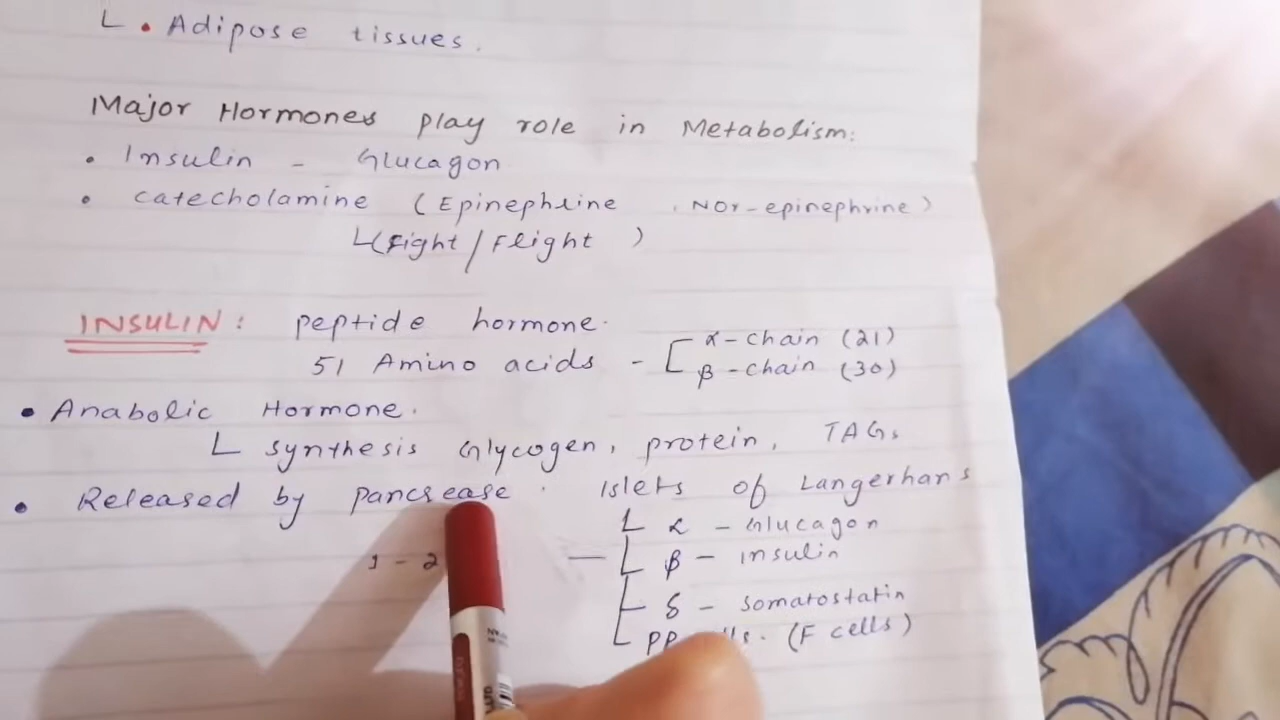 L • Adipose tissues.
Major Hormones play role in Metabolism:
• Insulin - Glucagon
• catecholamine (Epinephrine , Nor-epinephrine)
L(Fight/Flight )
INSULIN: peptide hormone.
51 Amino acids - [ α-chain (21)
β-chain (30)
• Anabolic Hormone.
L synthesis Glycogen, protein, TAGs
• Released by pancrease . Islets of Langerhans
L α - Glucagon
1 - 2 — L β - insulin
L δ - somatostatin
L PP (F cells)